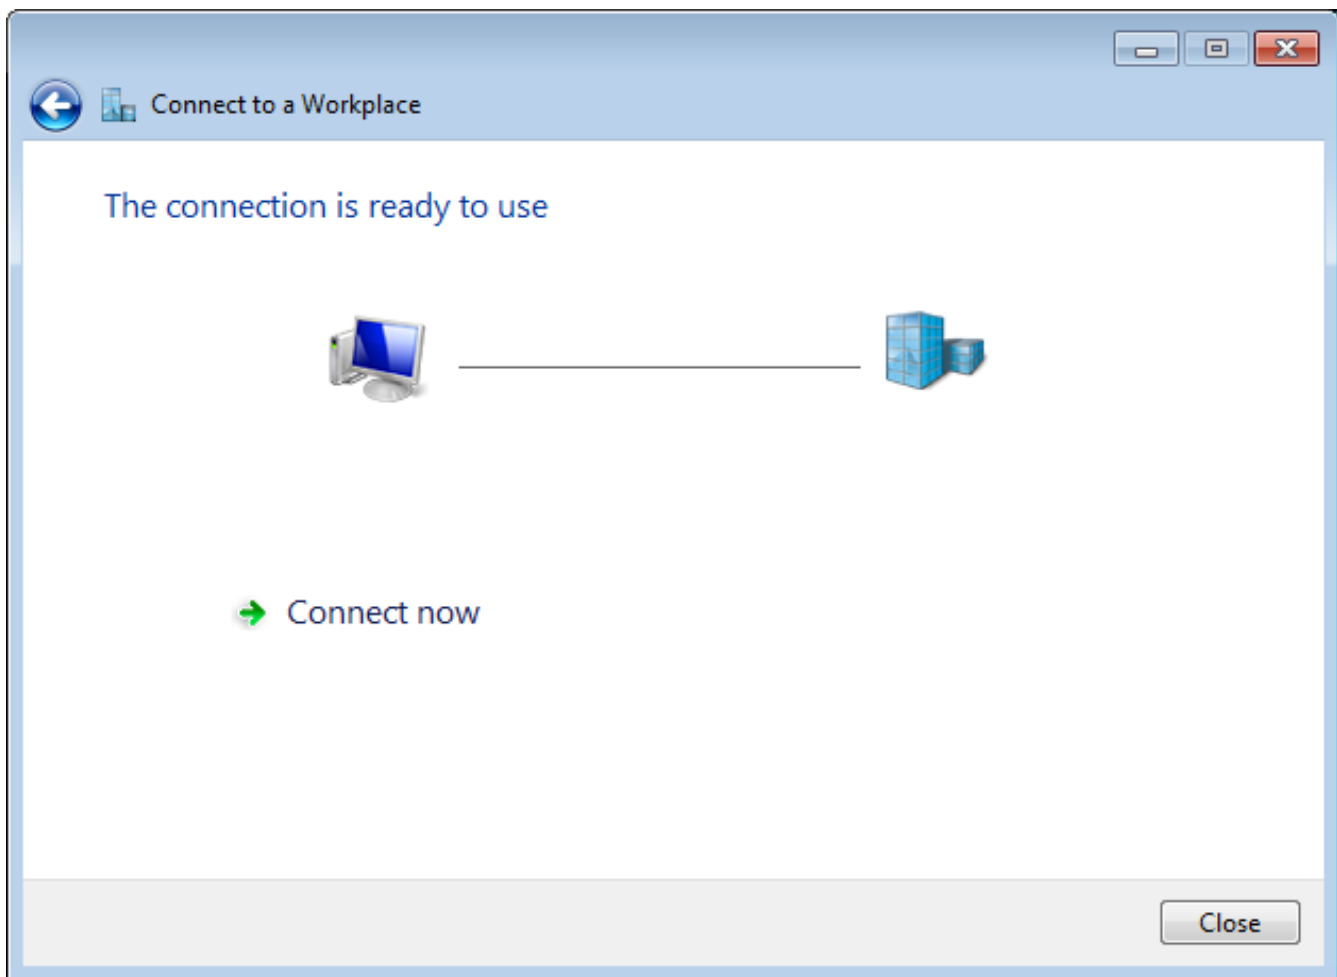 Connect to a Workplace
The connection is ready to use
Connect now
Close